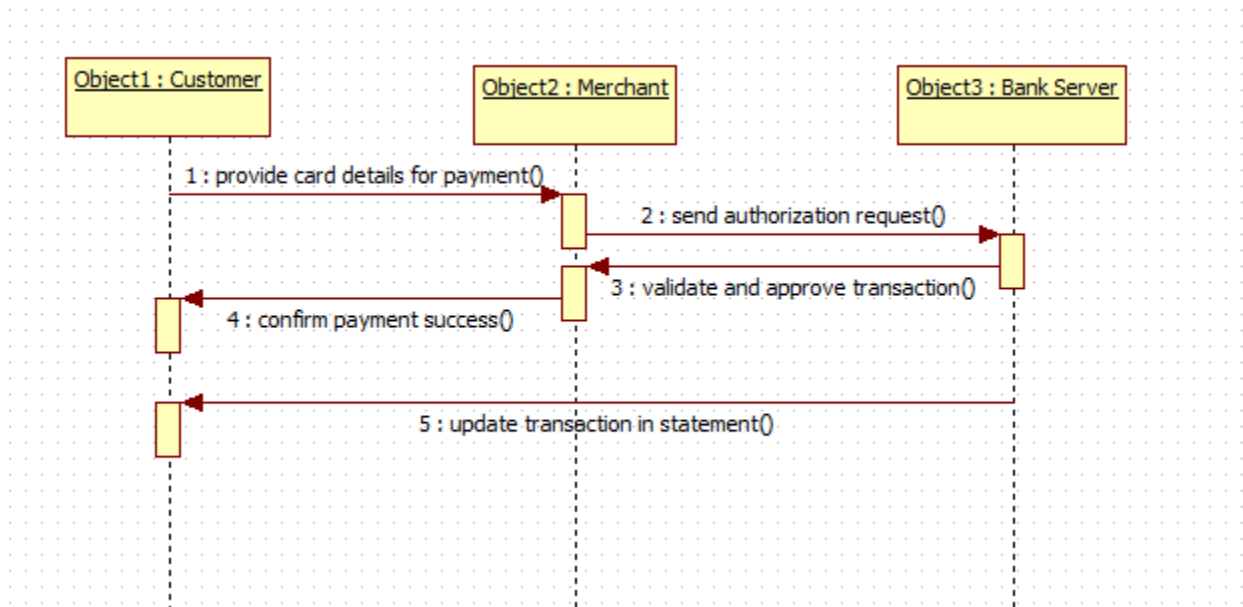 Object1 : Customer
Object2 : Merchant
Object3 : Bank Server
1 : provide card details for payment()
2 : send authorization request()
3 : validate and approve transaction()
4 : confirm payment success()
5 : update transaction in statement()